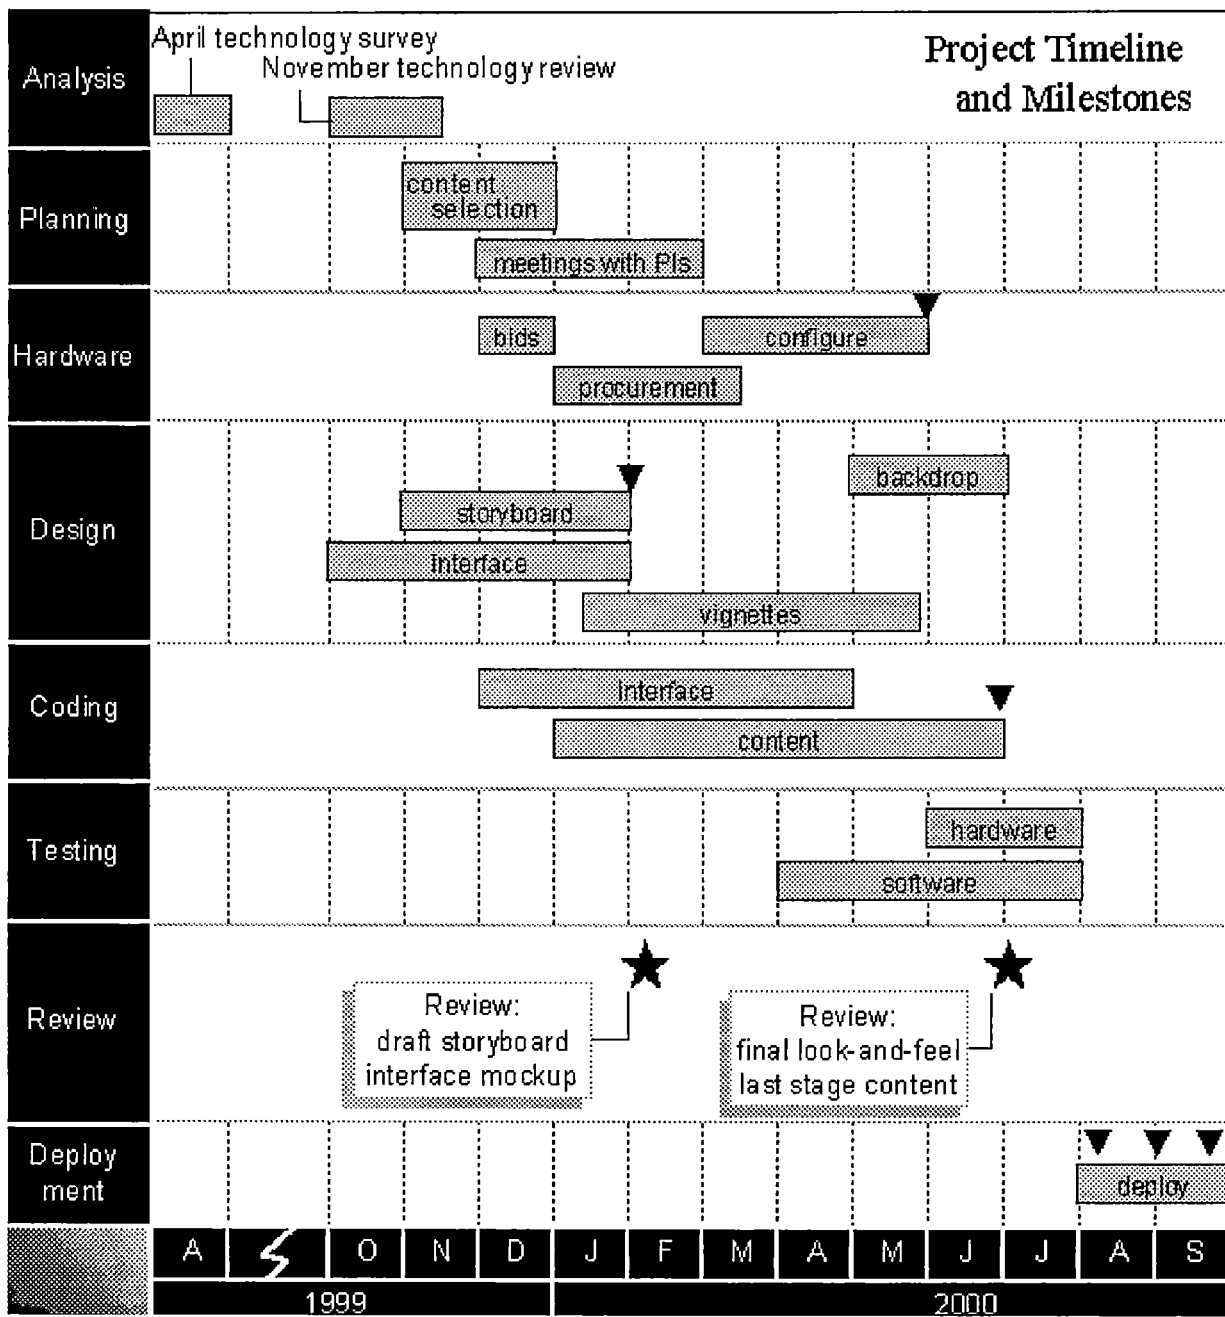 April technology survey
November technology review
Project Timeline
and Milestones
Analysis
Planning
content
selection
meetings with PIs
Hardware
bids
configure
procurement
Design
backdrop
storyboard
interface
vignettes
Coding
interface
content
Testing
hardware
software
Review
Review:
draft storyboard
interface mockup
Review:
final look-and-feel
last stage content
Deploy
ment
deploy
A O N D J F M A M J J A S
1999 2000